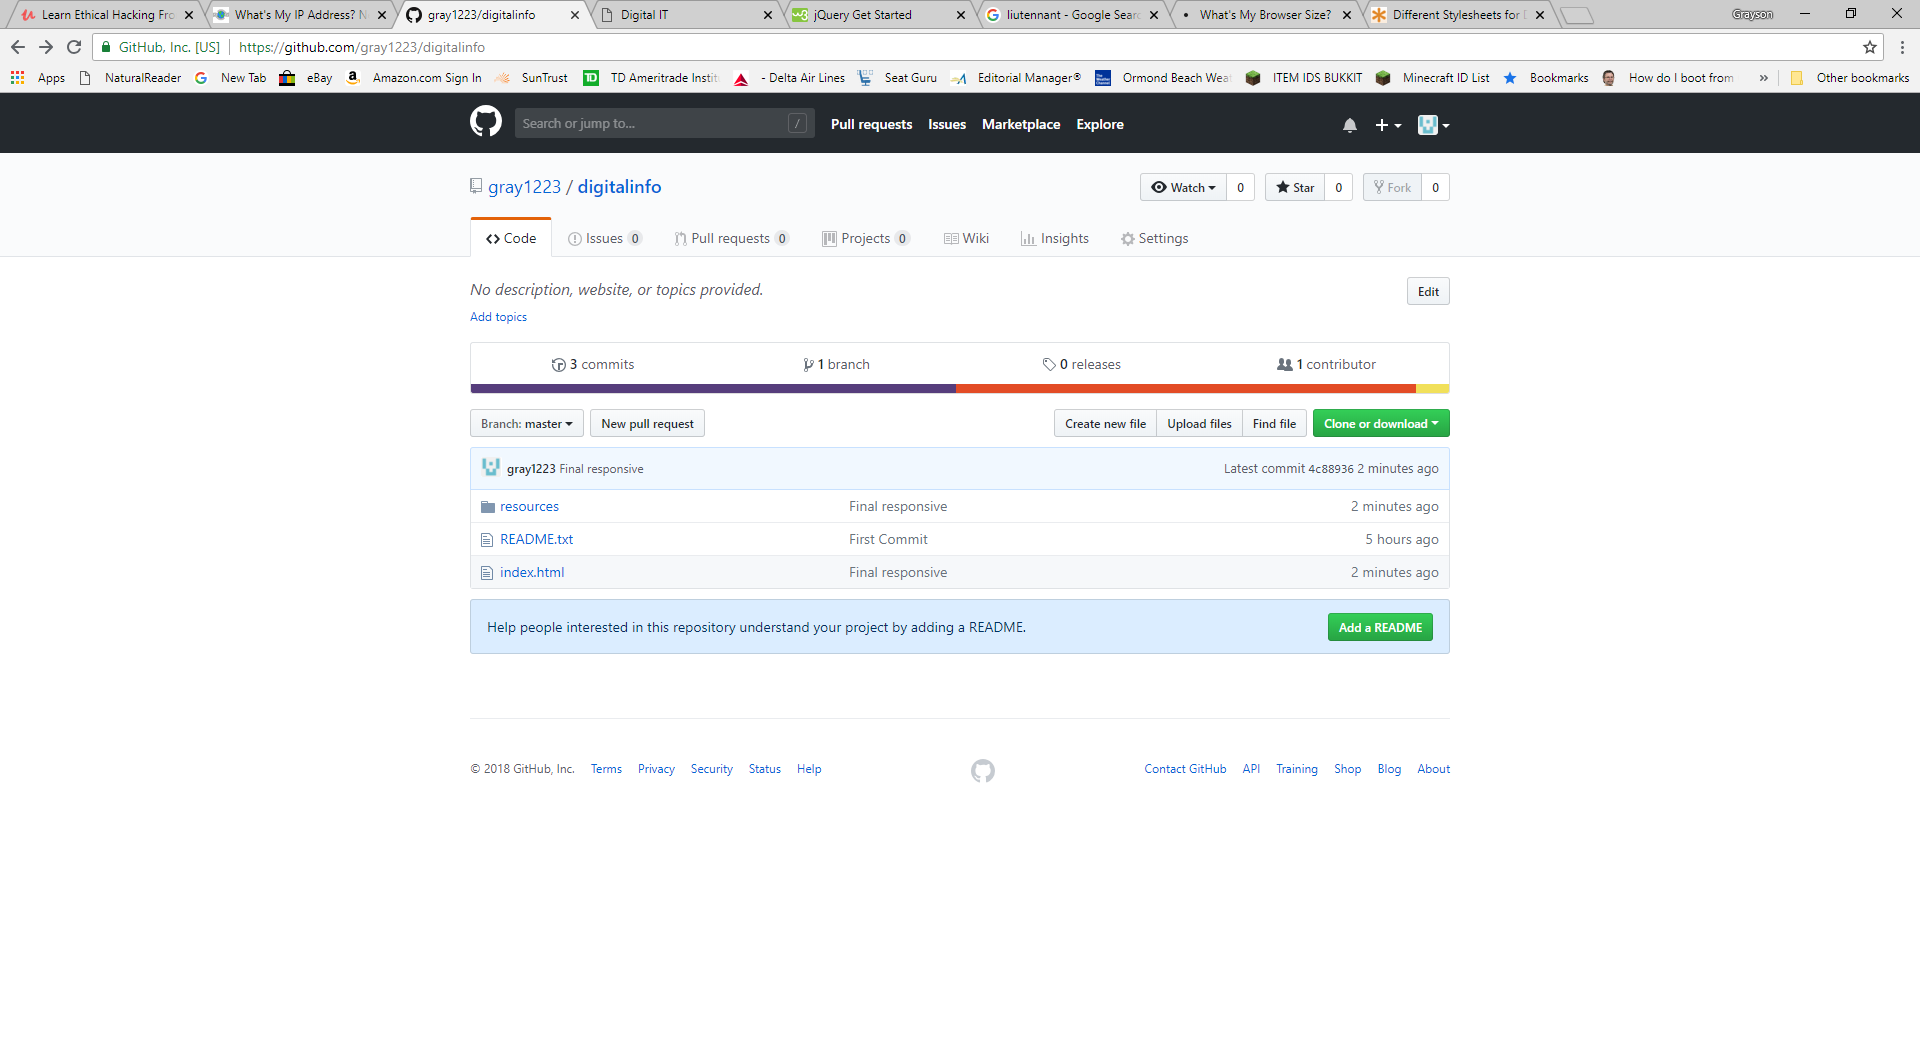 Learn Ethical Hacking Fro
What's My IP Address? N
gray1223/digitalinfo
Digital IT
jQuery Get Started
liutennant - Google Searc
What's My Browser Size?
Different Stylesheets for
Grayson
GitHub, Inc. [US] https://github.com/gray1223/digitalinfo
Apps NaturalReader New Tab eBay Amazon.com Sign In SunTrust TD Ameritrade Instit - Delta Air Lines Seat Guru Editorial Manager® Ormond Beach Wea ITEM IDS BUKKIT Minecraft ID List Bookmarks How do I boot from » Other bookmarks
Search or jump to... / Pull requests Issues Marketplace Explore
gray1223 / digitalinfo Watch 0 Star 0 Fork 0
Code Issues 0 Pull requests 0 Projects 0 Wiki Insights Settings
No description, website, or topics provided. Edit
Add topics
3 commits 1 branch 0 releases 1 contributor
Branch: master New pull request Create new file Upload files Find file Clone or download
gray1223 Final responsive Latest commit 4c88936 2 minutes ago
resources Final responsive 2 minutes ago
README.txt First Commit 5 hours ago
index.html Final responsive 2 minutes ago
Help people interested in this repository understand your project by adding a README. Add a README
© 2018 GitHub, Inc. Terms Privacy Security Status Help Contact GitHub API Training Shop Blog About